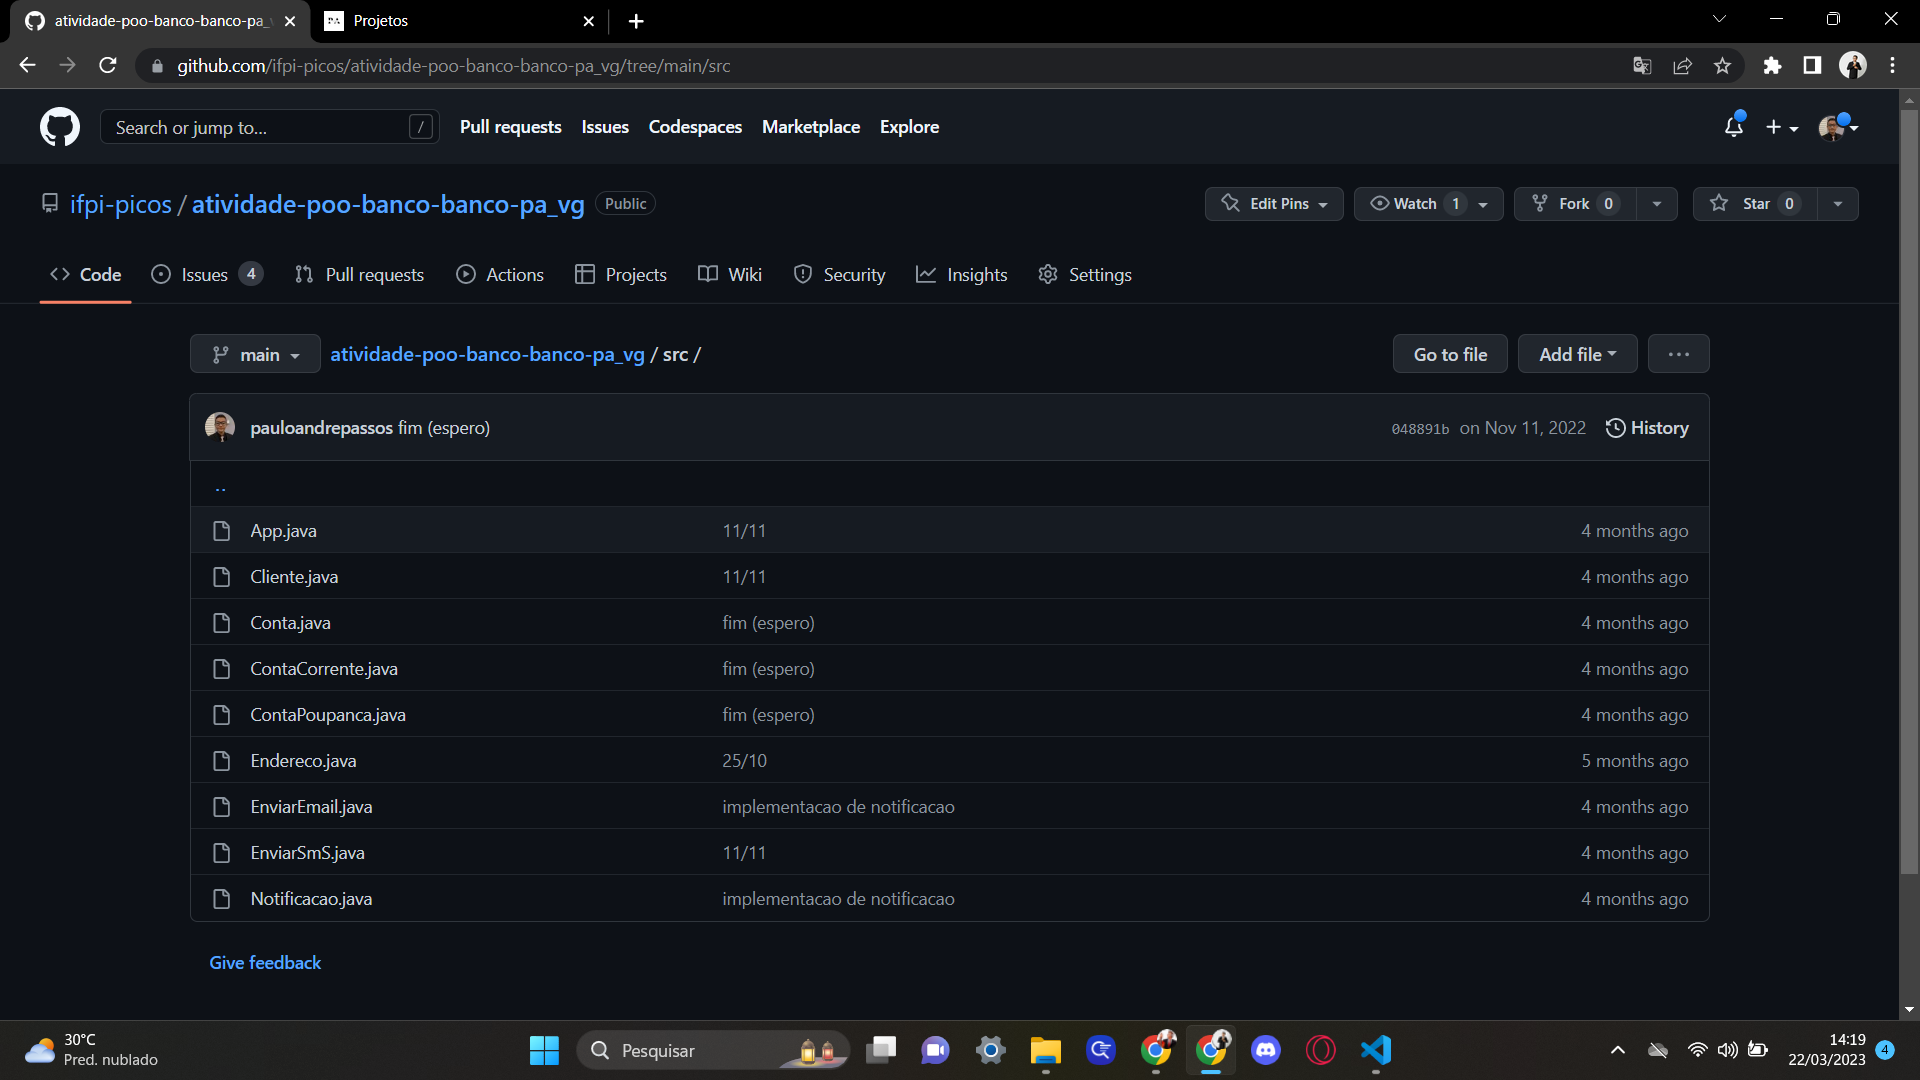 atividade-poo-banco-banco-pa_v
Projetos
github.com/ifpi-picos/atividade-poo-banco-banco-pa_vg/tree/main/src
Search or jump to... /
Pull requests Issues Codespaces Marketplace Explore
ifpi-picos / atividade-poo-banco-banco-pa_vg Public
Edit Pins Watch 1 Fork 0 Star 0
Code Issues 4 Pull requests Actions Projects Wiki Security Insights Settings
main atividade-poo-banco-banco-pa_vg / src / Go to file Add file ...
pauloandrepassos fim (espero) 048891b on Nov 11, 2022 History
..
App.java 11/11 4 months ago
Cliente.java 11/11 4 months ago
Conta.java fim (espero) 4 months ago
ContaCorrente.java fim (espero) 4 months ago
ContaPoupanca.java fim (espero) 4 months ago
Endereco.java 25/10 5 months ago
EnviarEmail.java implementacao de notificacao 4 months ago
EnviarSmS.java 11/11 4 months ago
Notificacao.java implementacao de notificacao 4 months ago
Give feedback
30°C
Pred. nublado
Pesquisar
14:19
22/03/2023
4